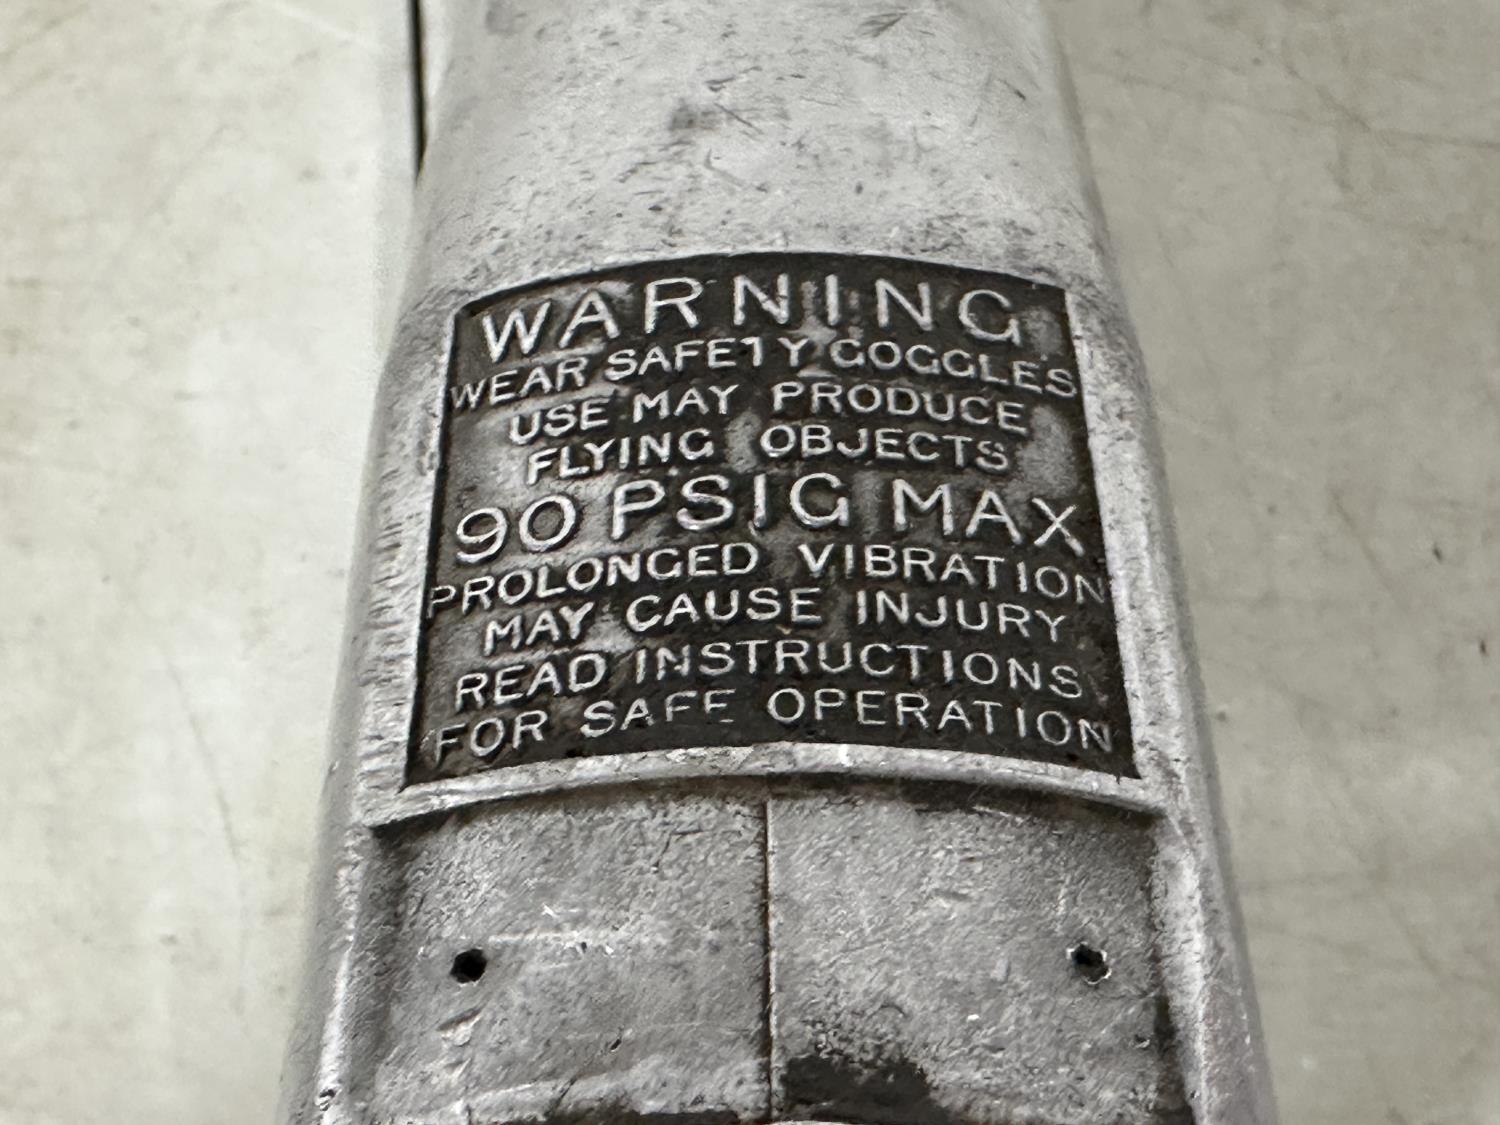 WARNING
WEAR SAFETY GOGGLES
USE MAY PRODUCE
FLYING OBJECTS
90 PSIG MAX
PROLONGED VIBRATION
MAY CAUSE INJURY
READ INSTRUCTIONS
FOR SAFE OPERATION